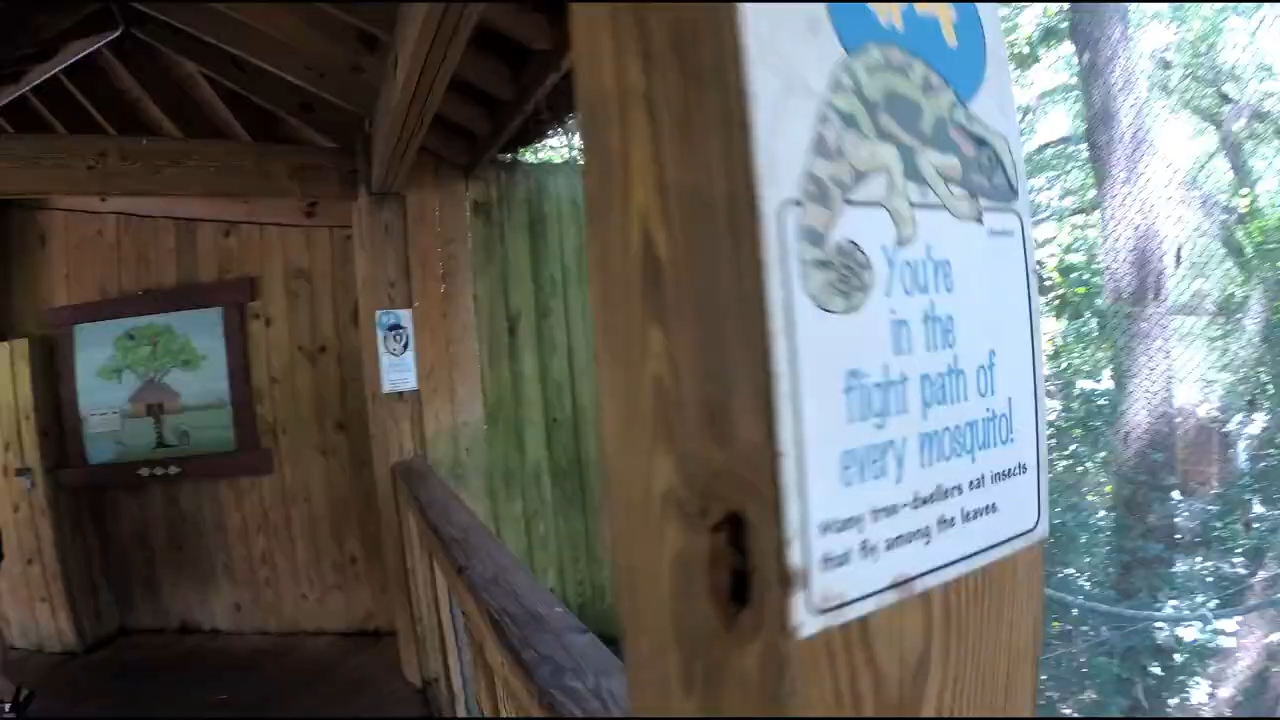 You're
in the
flight path of
every mosquito!
Many tree-dwellers eat insects
that fly among the leaves.